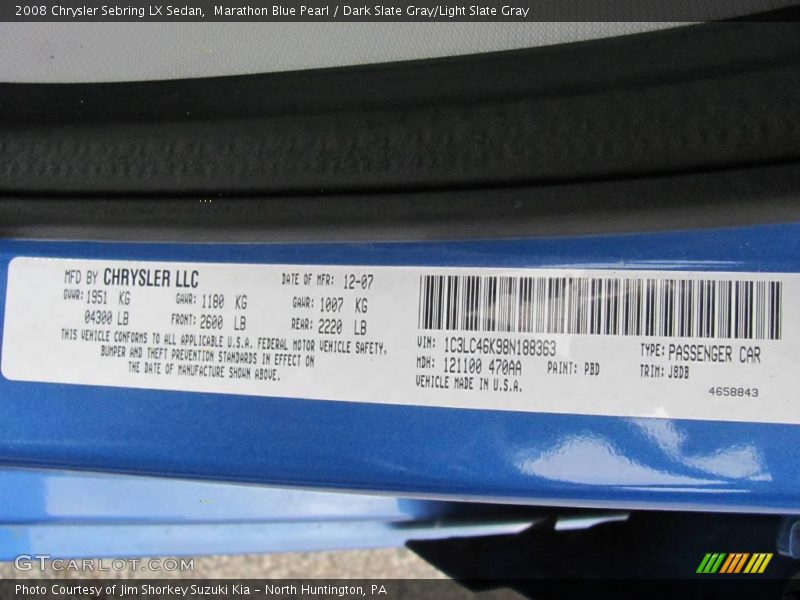 2008 Chrysler Sebring LX Sedan,  Marathon Blue Pearl / Dark Slate Gray/Light Slate Gray
MFD BY CHRYSLER LLC
DATE OF MFR: 12-07
GVWR: 1951 KG
GAWR: 1180 KG
GAWR: 1007 KG
04300 LB
FRONT: 2600 LB
REAR: 2220 LB
THIS VEHICLE CONFORMS TO ALL APPLICABLE U.S.A. FEDERAL MOTOR VEHICLE SAFETY,
BUMPER AND THEFT PREVENTION STANDARDS IN EFFECT ON
THE DATE OF MANUFACTURE SHOWN ABOVE.
VIN: 1C3LC46K98N188363
TYPE: PASSENGER CAR
MDH: 121100 470AA
PAINT: PBD
TRIM: J8DB
VEHICLE MADE IN U.S.A.
4658843
GTCARLOT.COM
Photo Courtesy of Jim Shorkey Suzuki Kia – North Huntington, PA